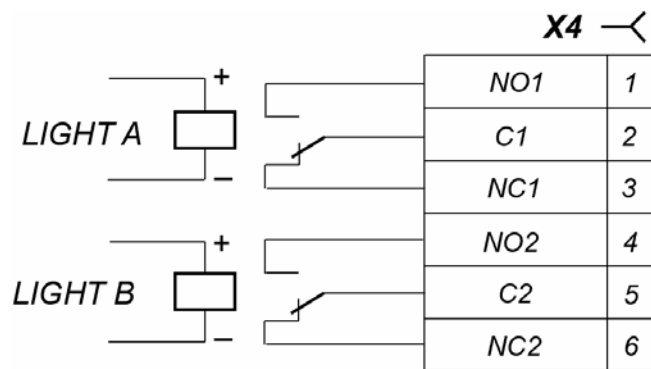 X4
+
NO1 1
LIGHT A
C1 2
–
NC1 3
+
NO2 4
LIGHT B
C2 5
–
NC2 6